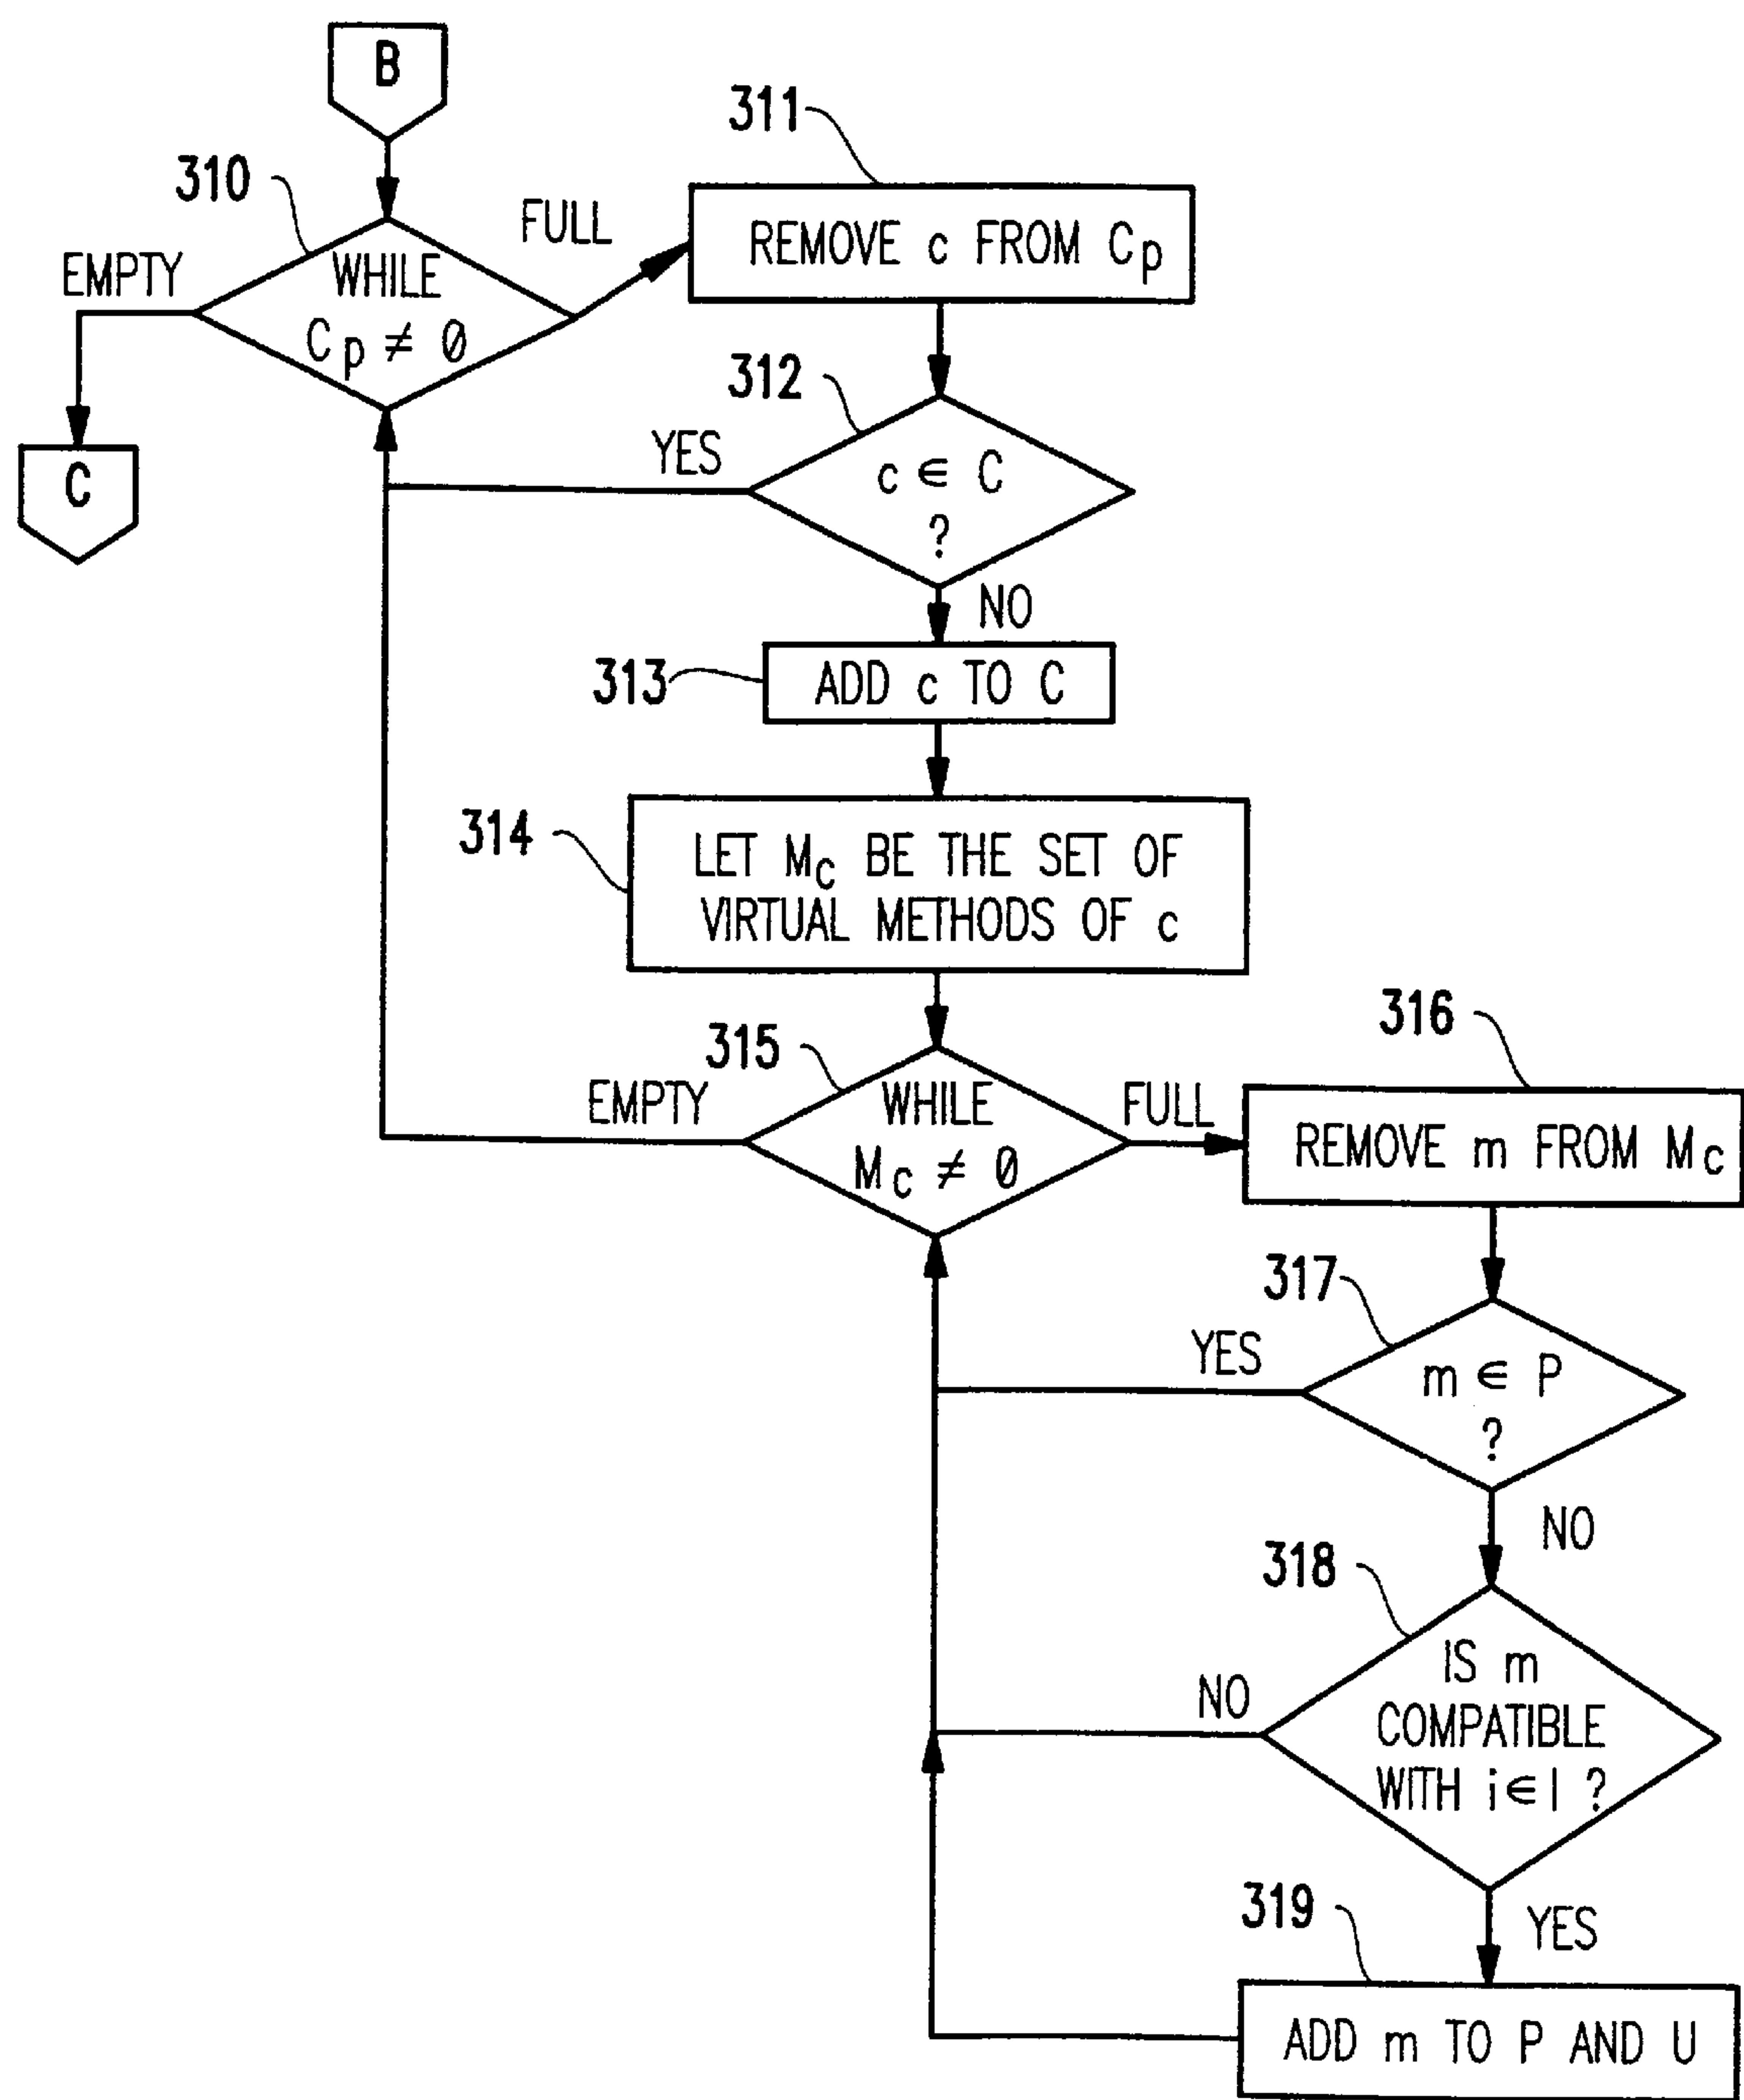 B
311
310
FULL
REMOVE c FROM Cp
EMPTY
WHILE
Cp ≠ 0
312
YES
c ∈ C
?
C
NO
313
ADD c TO C
314
LET Mc BE THE SET OF
VIRTUAL METHODS OF c
316
315
EMPTY
WHILE
Mc ≠ 0
FULL
REMOVE m FROM Mc
317
YES
m ∈ P
?
NO
318
IS m
COMPATIBLE
WITH i∈I ?
NO
319
YES
ADD m TO P AND U